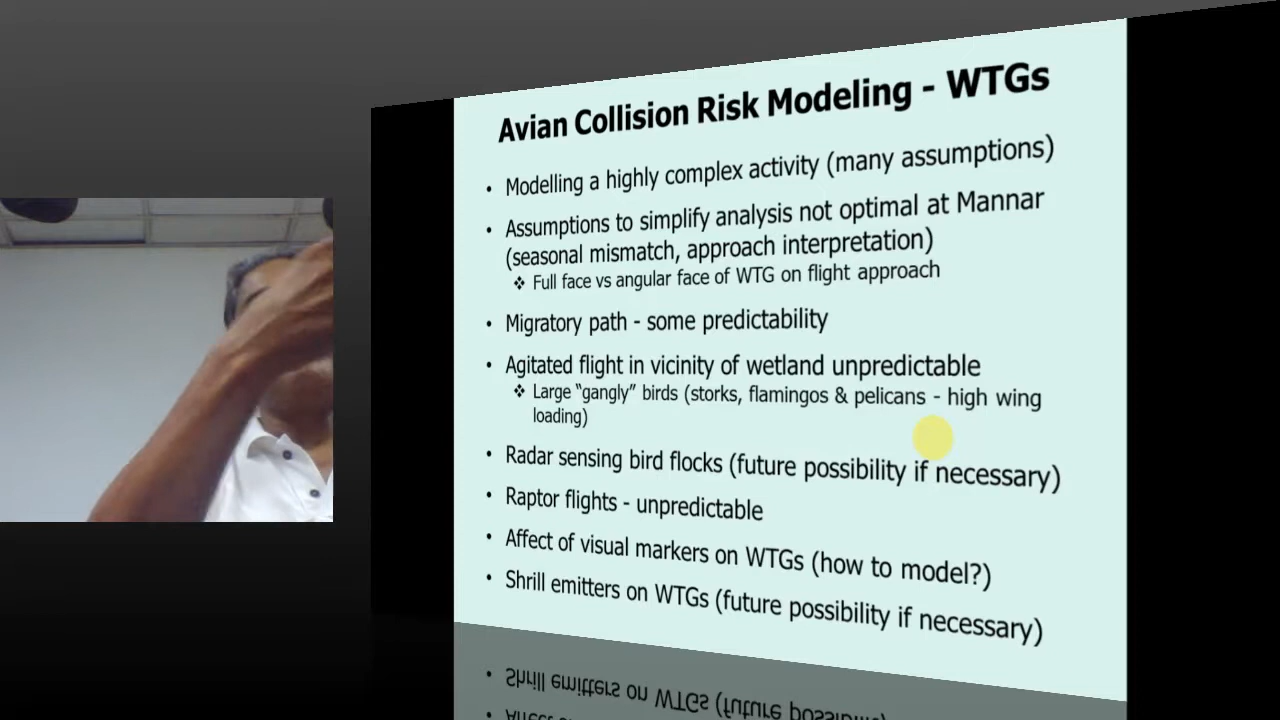 Avian Collision Risk Modeling - WTGs
• Modelling a highly complex activity (many assumptions)
• Assumptions to simplify analysis not optimal at Mannar
(seasonal mismatch, approach interpretation)
❖ Full face vs angular face of WTG on flight approach
• Migratory path - some predictability
• Agitated flight in vicinity of wetland unpredictable
❖ Large “gangly” birds (storks, flamingos & pelicans - high wing
loading)
• Radar sensing bird flocks (future possibility if necessary)
• Raptor flights - unpredictable
• Affect of visual markers on WTGs (how to model?)
• Shrill emitters on WTGs (future possibility if necessary)